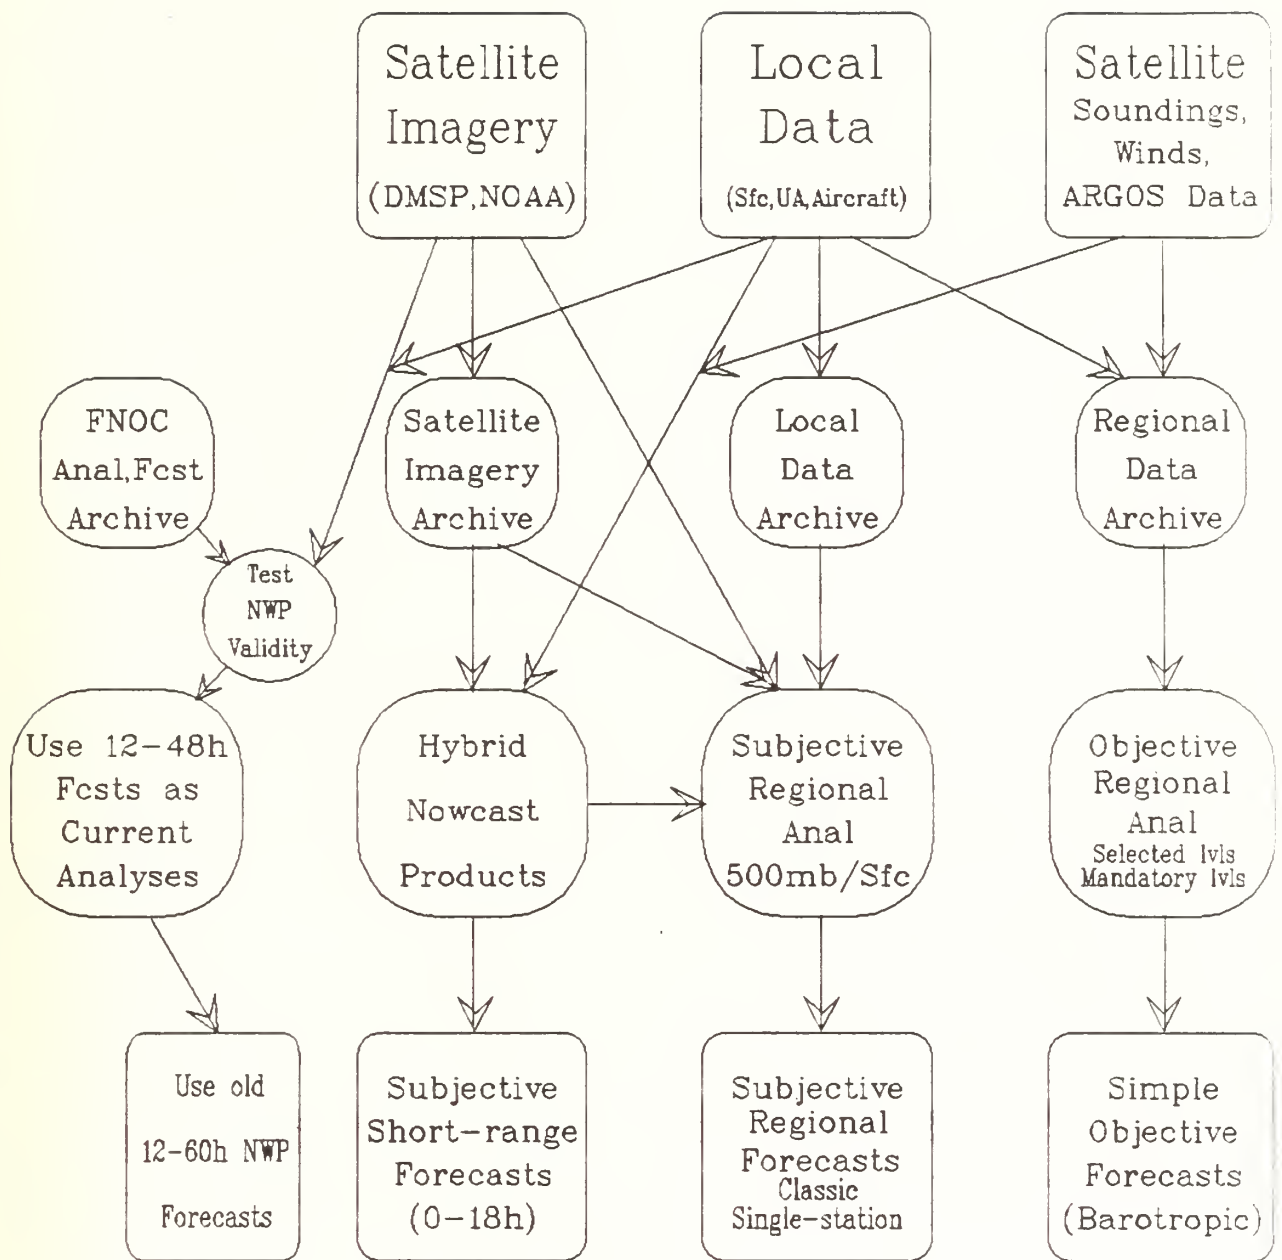 Satellite
Imagery
(DMSP,NOAA)
Local
Data
(Sfc,UA,Aircraft)
Satellite
Soundings,
Winds,
ARGOS Data
FNOC
Anal,Fcst
Archive
Satellite
Imagery
Archive
Local
Data
Archive
Regional
Data
Archive
Test
NWP
Validity
Use 12-48h
Fcsts as
Current
Analyses
Hybrid
Nowcast
Products
Subjective
Regional
Anal
500mb/Sfc
Objective
Regional
Anal
Selected lvls
Mandatory lvls
Use old
12-60h NWP
Forecasts
Subjective
Short-range
Forecasts
(0-18h)
Subjective
Regional
Forecasts
Classic
Single-station
Simple
Objective
Forecasts
(Barotropic)